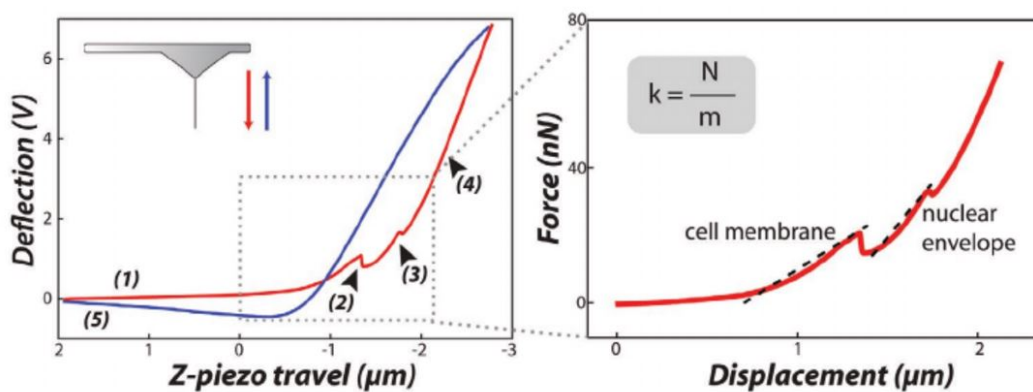 6
4
2
0
Deflection (V)
(1)
(5)
(2)
(3)
(4)
2
1
0
-1
-2
-3
Z-piezo travel (µm)
80
40
0
Force (nN)
k = N
m
cell membrane
nuclear
envelope
0
1
2
Displacement (µm)